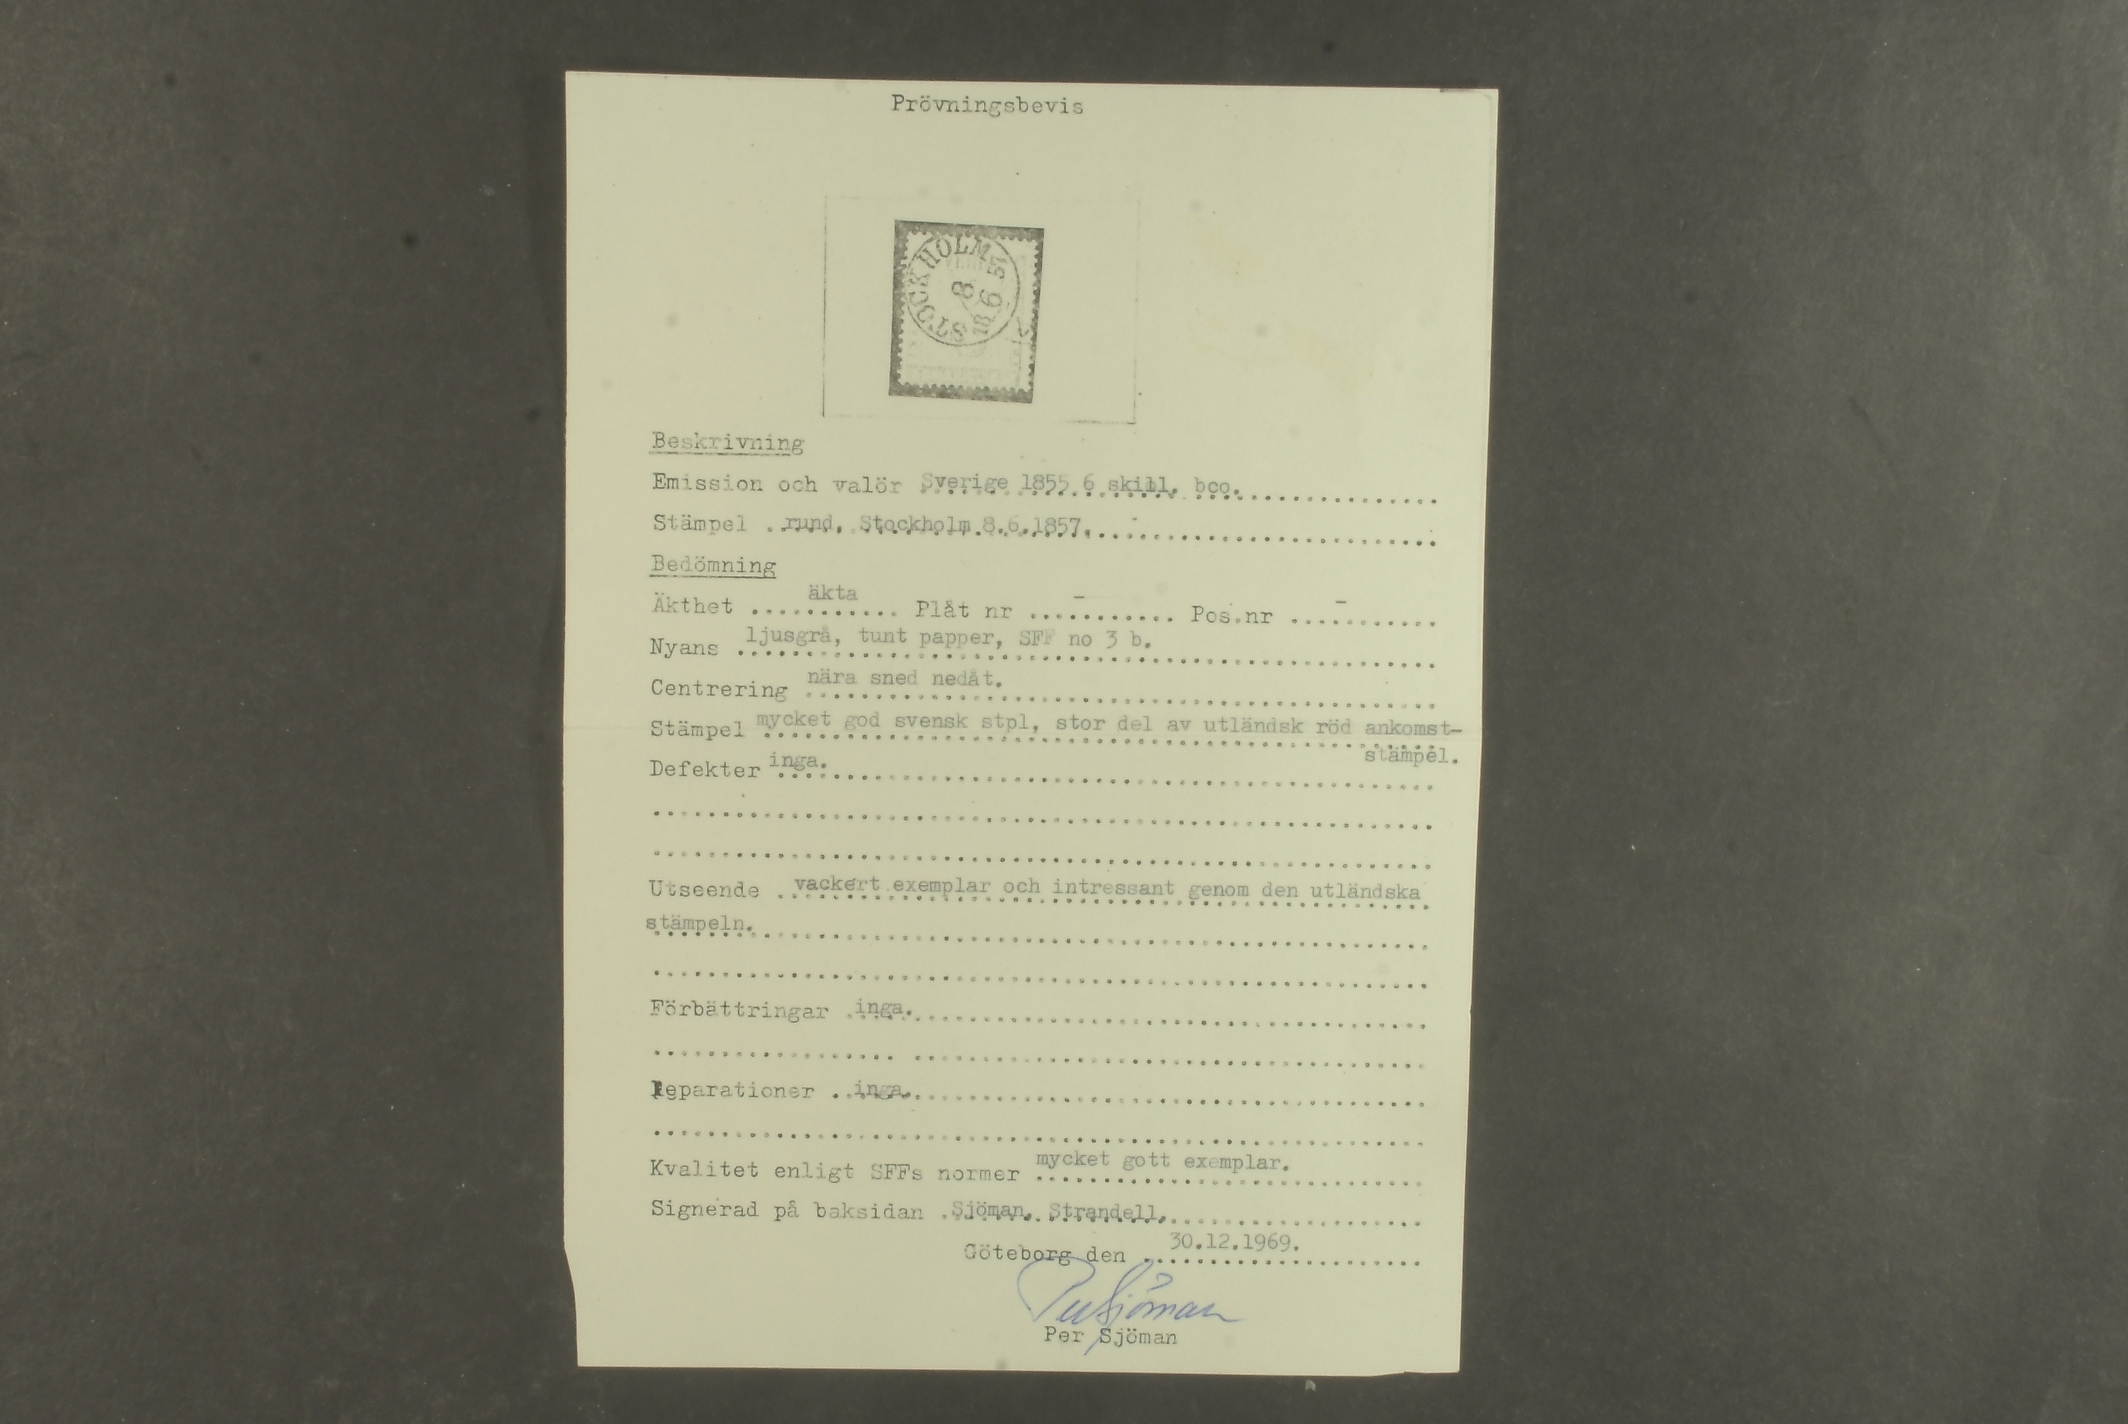 Prövningsbevis
STOCKHOLM
8
6
18 57
Beskrivning
Emission och valör Sverige 1855 6 skill. bco.
Stämpel rund, Stockholm 8.6.1857.
Bedömning
Äkthet äkta Plåt nr - Pos.nr -
Nyans ljusgrå, tunt papper, SFF no 3 b.
Centrering nära sned nedåt.
Stämpel mycket god svensk stpl, stor del av utländsk röd ankomst-
stämpel.
Defekter inga.
Utseende vackert exemplar och intressant genom den utländska
stämpeln.
Förbättringar inga.
Reparationer inga.
Kvalitet enligt SFFs normer mycket gott exemplar.
Signerad på baksidan Sjöman, Strandell.
Göteborg den 30.12.1969.
Per Sjöman
Per Sjöman